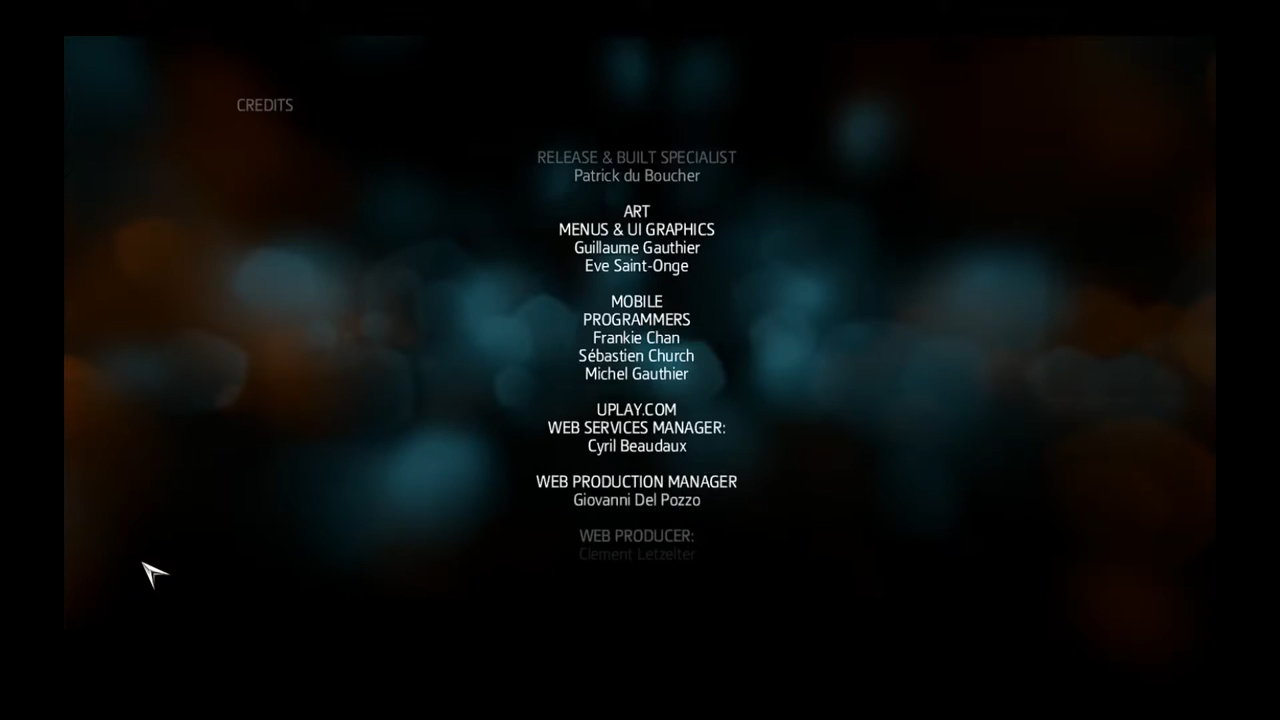 CREDITS
RELEASE & BUILT SPECIALIST
Patrick du Boucher
ART
MENUS & UI GRAPHICS
Guillaume Gauthier
Eve Saint-Onge
MOBILE
PROGRAMMERS
Frankie Chan
Sébastien Church
Michel Gauthier
UPLAY.COM
WEB SERVICES MANAGER:
Cyril Beaudaux
WEB PRODUCTION MANAGER
Giovanni Del Pozzo
WEB PRODUCER:
Clement Letzelter